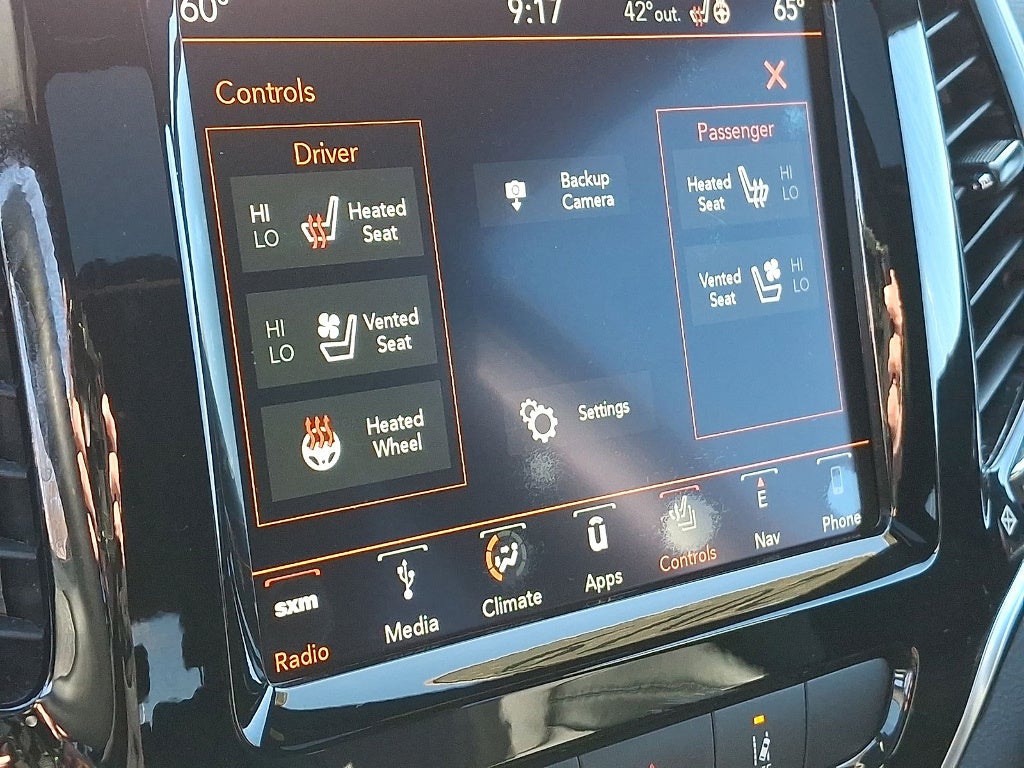 60° 9:17 42° out. 65°
Controls
X
Driver
HI
LO
Heated
Seat
HI
LO
Vented
Seat
Heated
Wheel
Backup
Camera
Settings
Passenger
Heated
Seat
HI
LO
Vented
Seat
HI
LO
sxm
Radio
Media
Climate
u
Apps
Controls
E
Nav
Phone